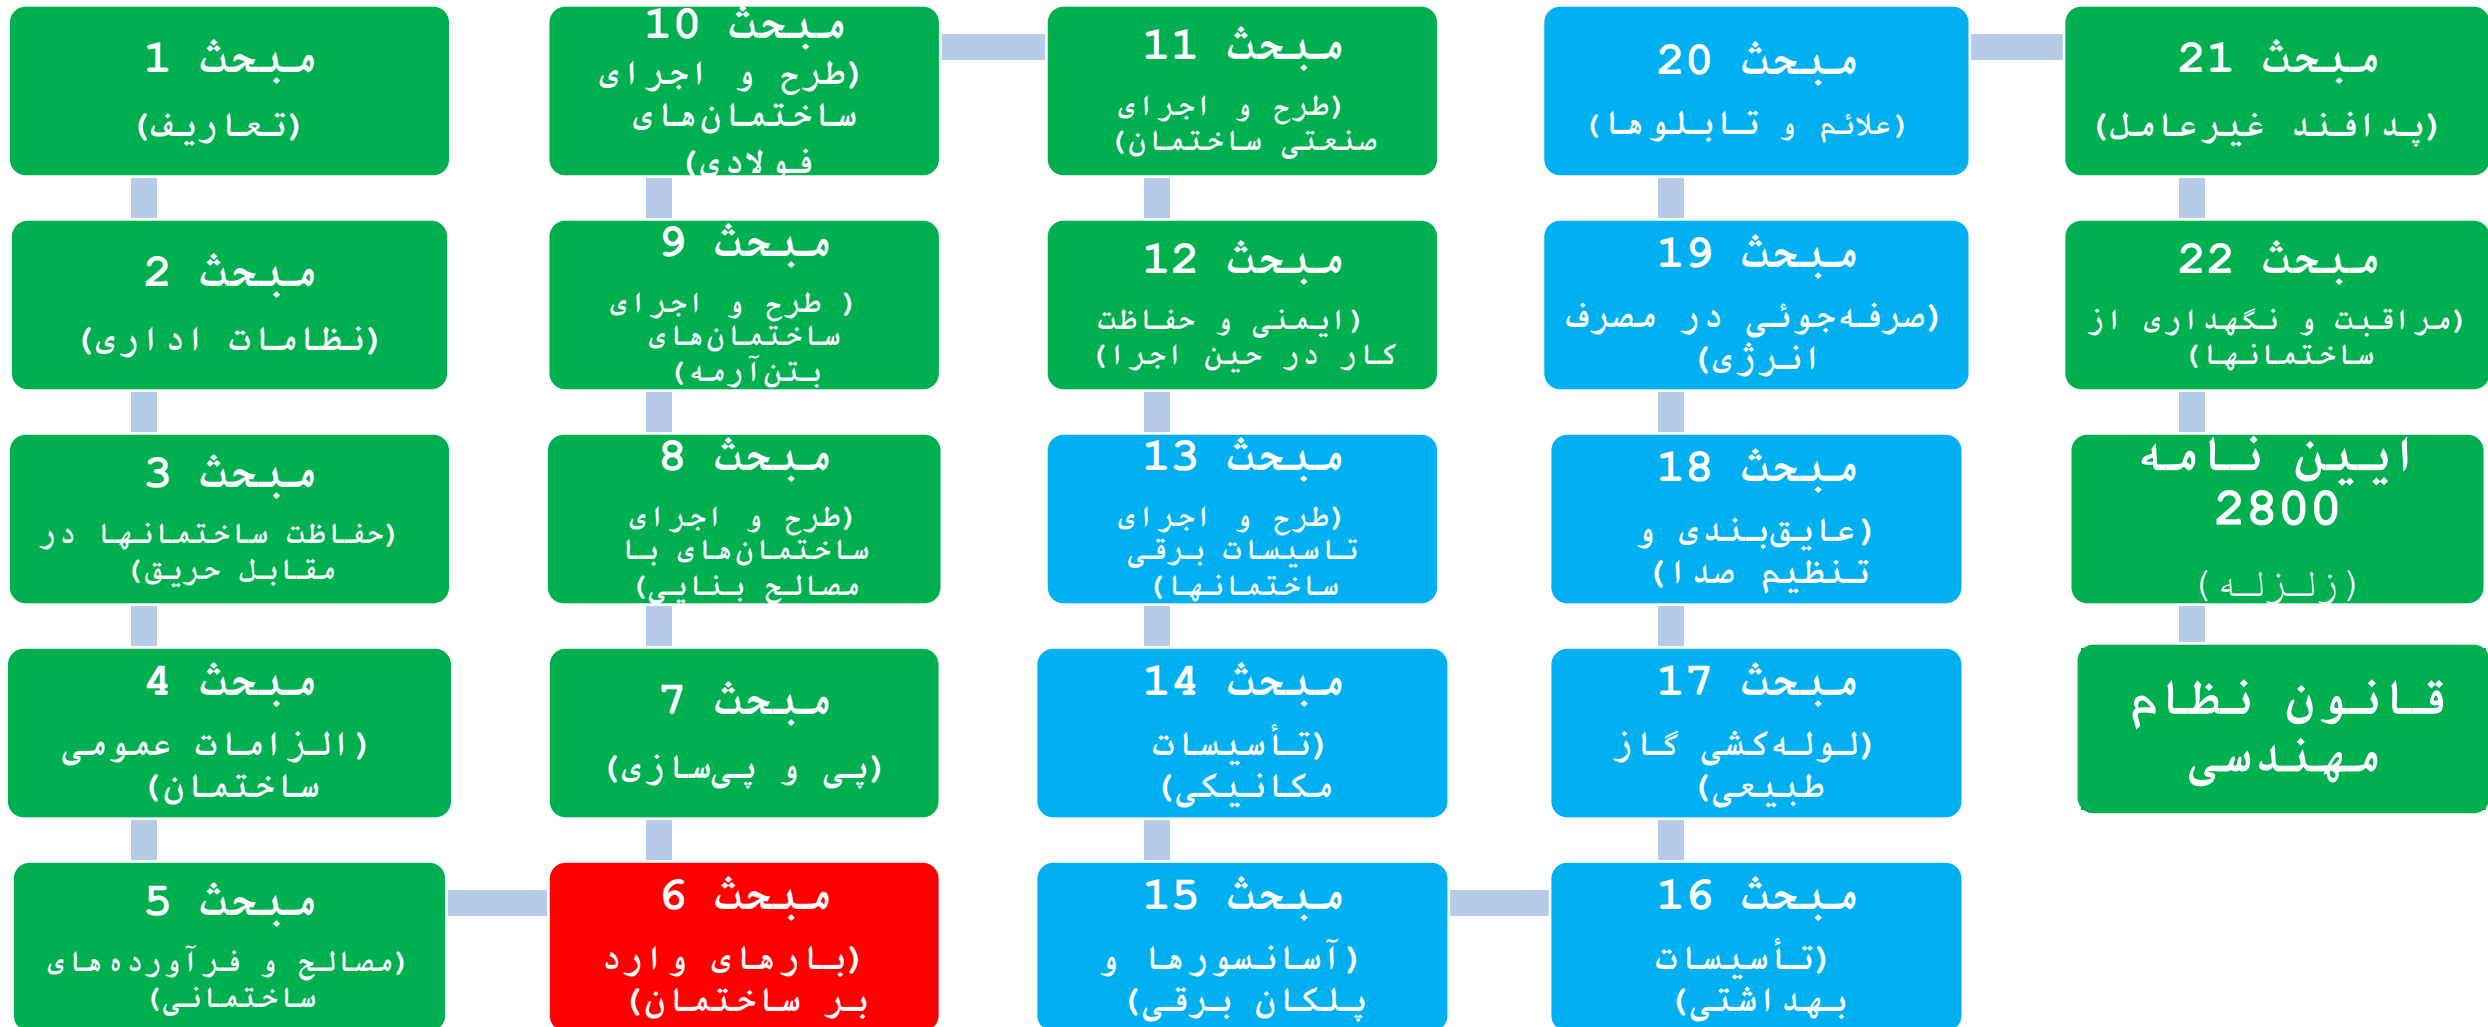 مبحث 1
(تعاریف)
مبحث 2
(نظامات اداری)
مبحث 3
(حفاظت ساختمانها در
مقابل حریق)
مبحث 4
(الزامات عمومی
ساختمان)
مبحث 5
(مصالح و فرآورده‌های
ساختمانی)
مبحث 6
(بارهای وارد
بر ساختمان)
مبحث 7
(پی و پی‌سازی)
مبحث 8
(طرح و اجرای
ساختمان‌های با
مصالح بنایی)
مبحث 9
( طرح و اجرای
ساختمان‌های
بتن‌آرمه)
مبحث 10
(طرح و اجرای
ساختمان‌های
فولادی)
مبحث 11
(طرح و اجرای
صنعتی ساختمان)
مبحث 12
(ایمنی و حفاظت
کار در حین اجرا)
مبحث 13
(طرح و اجرای
تاسیسات برقی
ساختمانها)
مبحث 14
(تأسیسات
مکانیکی)
مبحث 15
(آسانسورها و
پلکان برقی)
مبحث 16
(تأسیسات
بهداشتی)
مبحث 17
(لوله‌کشی گاز
طبیعی)
مبحث 18
(عایق‌بندی و
تنظیم صدا)
مبحث 19
(صرفه‌جوئی در مصرف
انرژی)
مبحث 20
(علائم و تابلوها)
مبحث 21
(پدافند غیرعامل)
مبحث 22
(مراقبت و نگهداری از
ساختمانها)
ایین نامه
2800
(زلزله)
قانون نظام
مهندسی